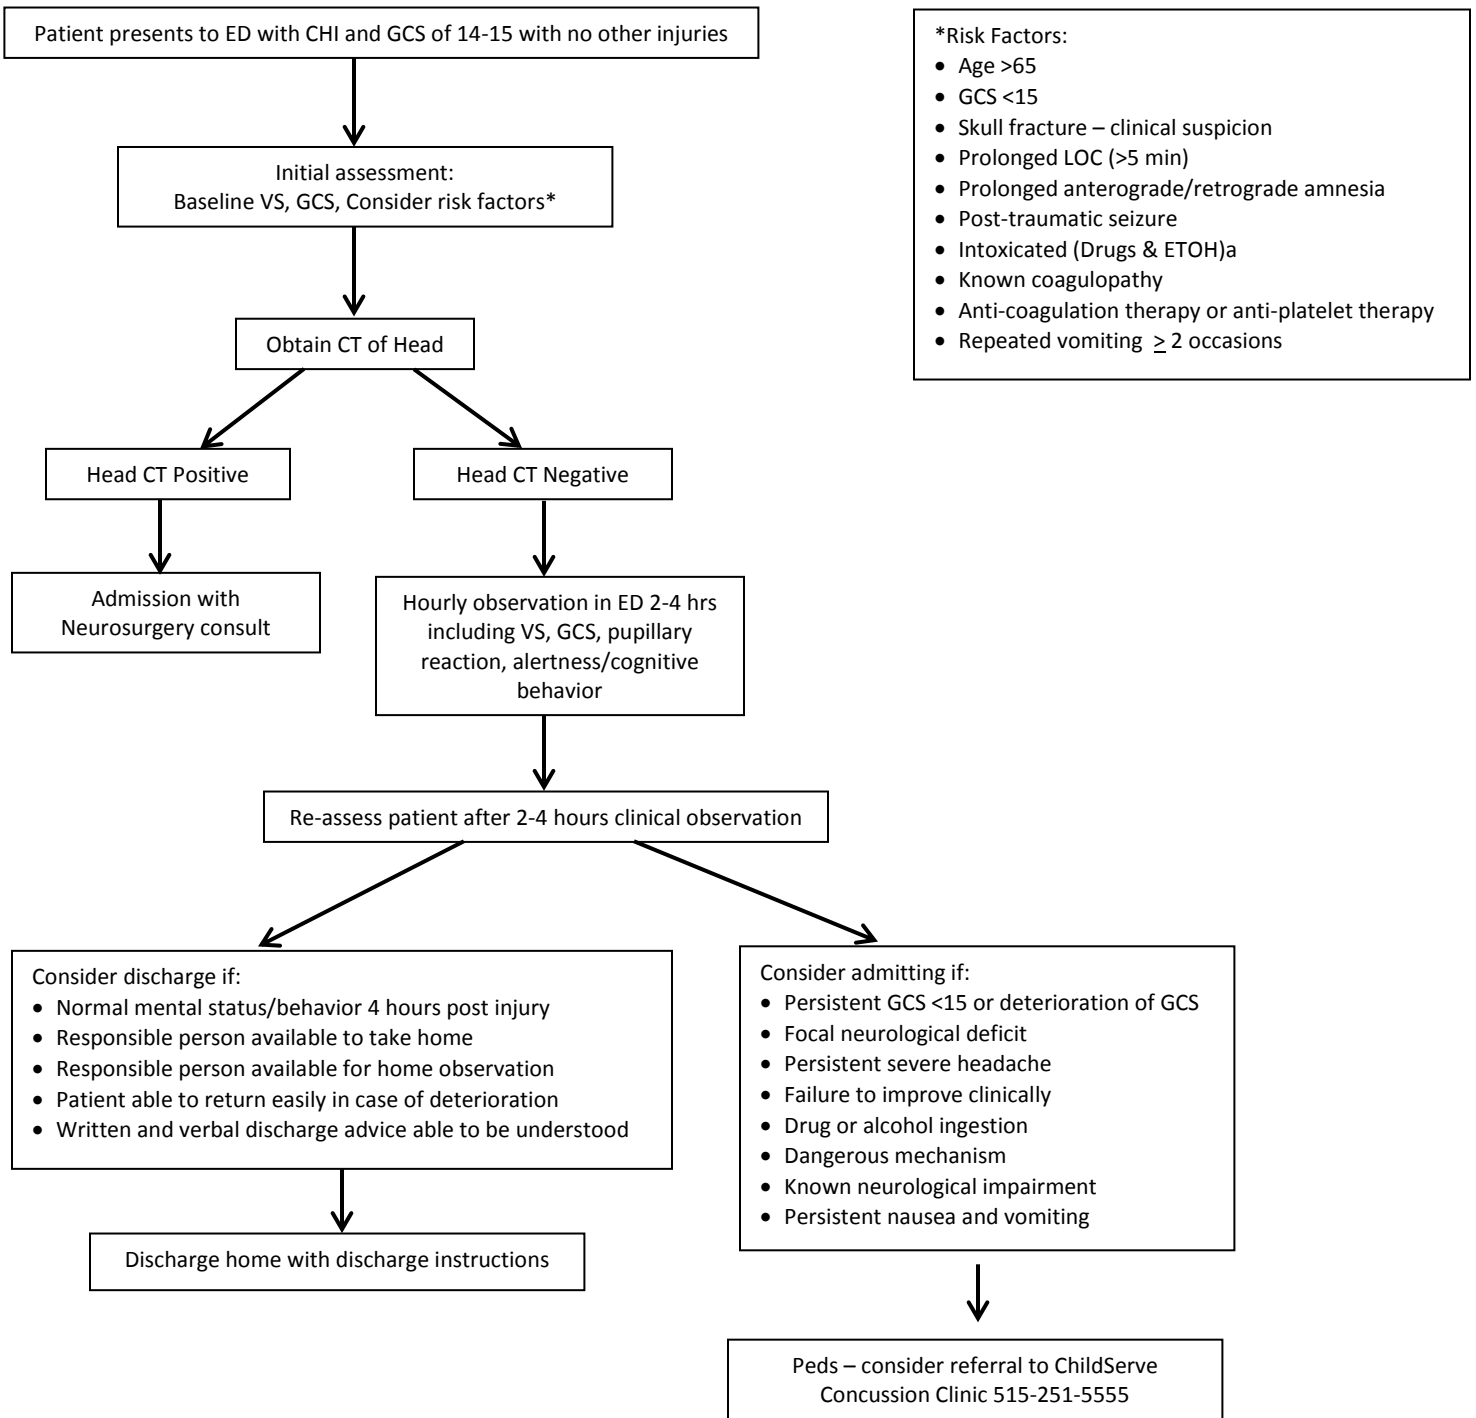 Patient presents to ED with CHI and GCS of 14-15 with no other injuries
*Risk Factors:
• Age >65
• GCS <15
• Skull fracture – clinical suspicion
• Prolonged LOC (>5 min)
• Prolonged anterograde/retrograde amnesia
• Post-traumatic seizure
• Intoxicated (Drugs & ETOH)a
• Known coagulopathy
• Anti-coagulation therapy or anti-platelet therapy
• Repeated vomiting ≥ 2 occasions
Initial assessment:
Baseline VS, GCS, Consider risk factors*
Obtain CT of Head
Head CT Positive
Head CT Negative
Admission with
Neurosurgery consult
Hourly observation in ED 2-4 hrs
including VS, GCS, pupillary
reaction, alertness/cognitive
behavior
Re-assess patient after 2-4 hours clinical observation
Consider discharge if:
• Normal mental status/behavior 4 hours post injury
• Responsible person available to take home
• Responsible person available for home observation
• Patient able to return easily in case of deterioration
• Written and verbal discharge advice able to be understood
Consider admitting if:
• Persistent GCS <15 or deterioration of GCS
• Focal neurological deficit
• Persistent severe headache
• Failure to improve clinically
• Drug or alcohol ingestion
• Dangerous mechanism
• Known neurological impairment
• Persistent nausea and vomiting
Discharge home with discharge instructions
Peds – consider referral to ChildServe
Concussion Clinic 515-251-5555